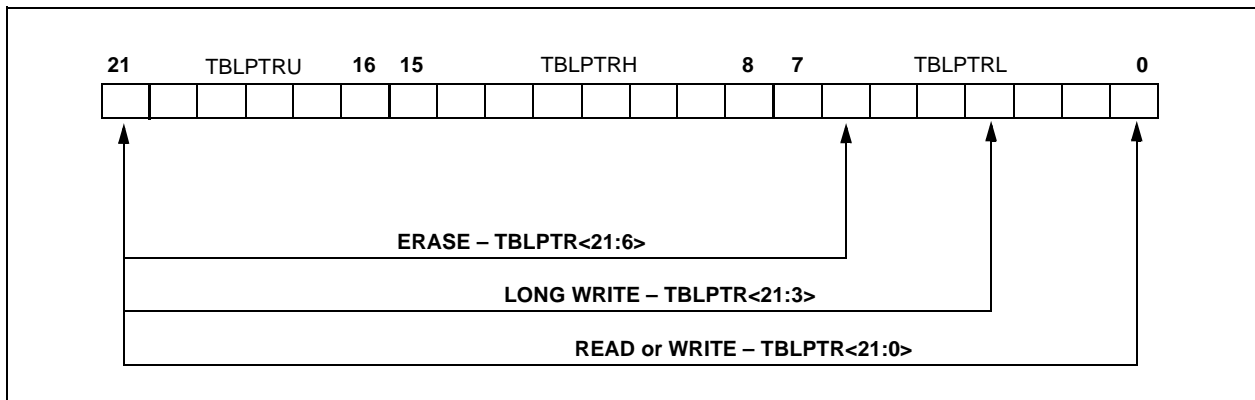 21 TBLPTRU 16 15 TBLPTRH 8 7 TBLPTRL 0
ERASE – TBLPTR<21:6>
LONG WRITE – TBLPTR<21:3>
READ or WRITE – TBLPTR<21:0>